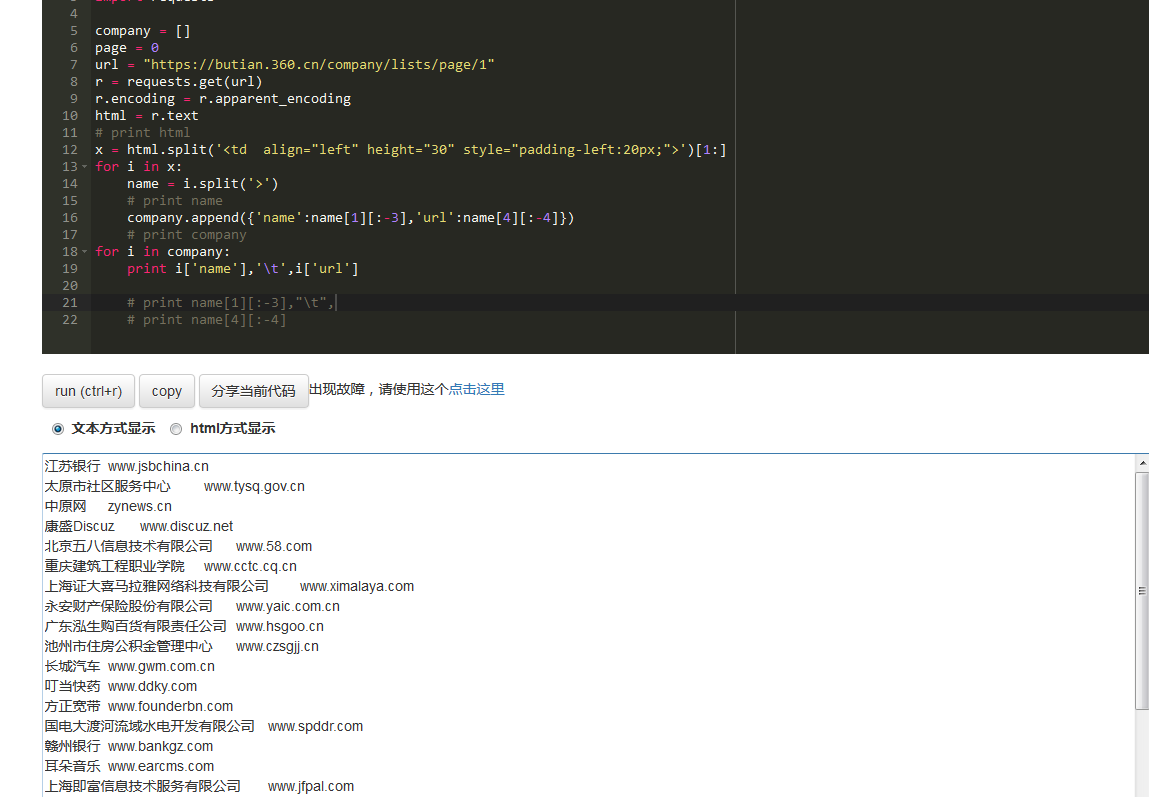 4
5 company = []
6 page = 0
7 url = "https://butian.360.cn/company/lists/page/1"
8 r = requests.get(url)
9 r.encoding = r.apparent_encoding
10 html = r.text
11 # print html
12 x = html.split('<td  align="left" height="30" style="padding-left:20px;">')[1:]
13 for i in x:
14 name = i.split('>')
15 # print name
16 company.append({'name':name[1][:-3],'url':name[4][:-4]})
17 # print company
18 for i in company:
19 print i['name'],'\t',i['url']
20
21 # print name[1][:-3],"\t",
22 # print name[4][:-4]
run (ctrl+r) copy 分享当前代码 出现故障，请使用这个点击这里
文本方式显示 html方式显示
江苏银行 www.jsbchina.cn
太原市社区服务中心 www.tysq.gov.cn
中原网 zynews.cn
康盛Discuz www.discuz.net
北京五八信息技术有限公司 www.58.com
重庆建筑工程职业学院 www.cctc.cq.cn
上海证大喜马拉雅网络科技有限公司 www.ximalaya.com
永安财产保险股份有限公司 www.yaic.com.cn
广东泓生购百货有限责任公司 www.hsgoo.cn
池州市住房公积金管理中心 www.czsgjj.cn
长城汽车 www.gwm.com.cn
叮当快药 www.ddky.com
方正宽带 www.founderbn.com
国电大渡河流域水电开发有限公司 www.spddr.com
赣州银行 www.bankgz.com
耳朵音乐 www.earcms.com
上海即富信息技术服务有限公司 www.jfpal.com